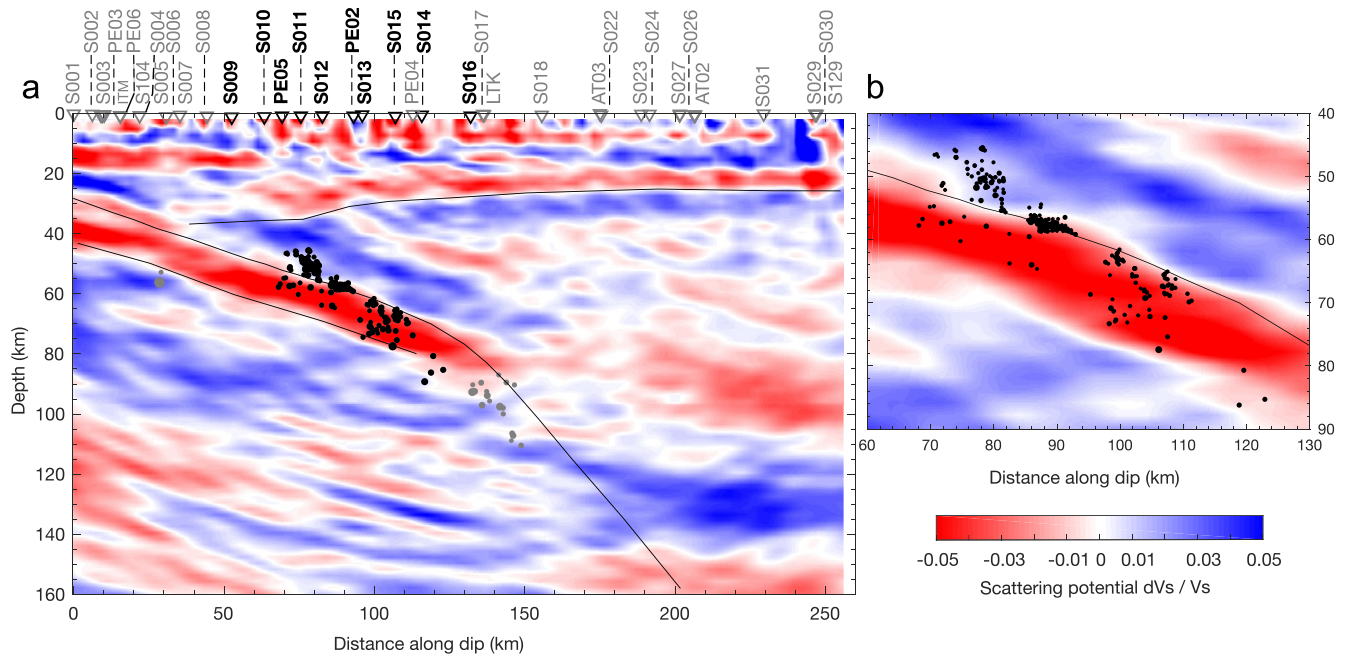 a
S001
S002
S003
PE03
ITM
PE06
S104
S004
S005
S006
S007
S008
S009
S010
PE05
S011
S012
PE02
S013
S015
PE04
S014
S016
S017
LTK
S018
AT03
S022
S023
S024
S027
S026
AT02
S031
S029
S030
S129
0
20
40
60
80
100
120
140
160
Depth (km)
0 50 100 150 200 250
Distance along dip (km)
b
40
50
60
70
80
90
60 70 80 90 100 110 120 130
Distance along dip (km)
-0.05 -0.03 -0.01 0 0.01 0.03 0.05
Scattering potential dVs / Vs